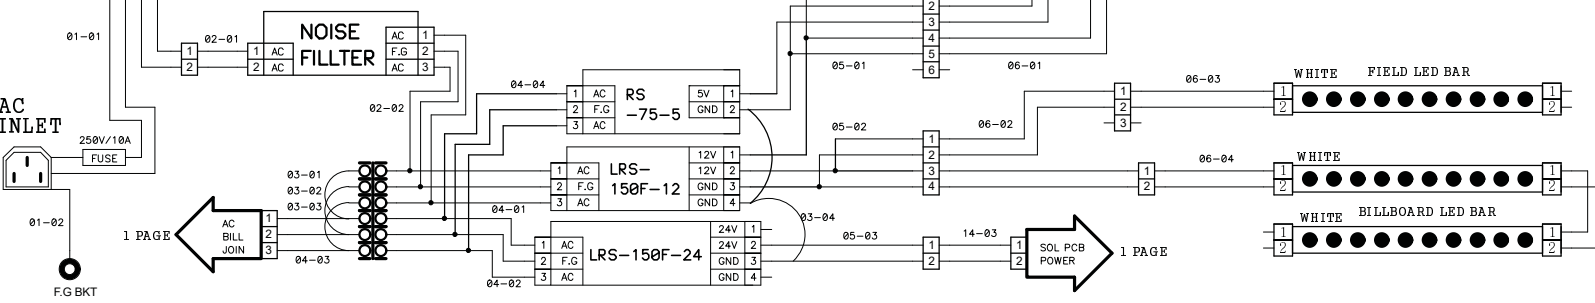 01-01
02-01
1 AC
2 AC
1
2
NOISE
FILLTER
AC 1
F.G 2
AC 3
02-02
AC
INLET
250V/10A
FUSE
01-02
F.G BKT
1 PAGE
AC
BILL
JOIN
1
2
3
03-01
03-02
03-03
04-03
04-04
1 AC
2 F.G
3 AC
RS
-75-5
5V 1
GND 2
1 AC
2 F.G
3 AC
LRS-
150F-12
12V 1
12V 2
GND 3
GND 4
04-01
04-02
1 AC
2 F.G
3 AC
LRS-150F-24
24V 1
24V 2
GND 3
GND 4
03-04
2
3
4
5
6
05-01
06-01
05-02
1
2
3
4
06-02
1
2
3
06-03
WHITE
FIELD LED BAR
1
2
1
2
1
2
06-04
WHITE
1
2
1
2
05-03
1
2
14-03
1
2
SOL PCB
POWER
1 PAGE
WHITE
BILLBOARD LED BAR
1
2
1
2